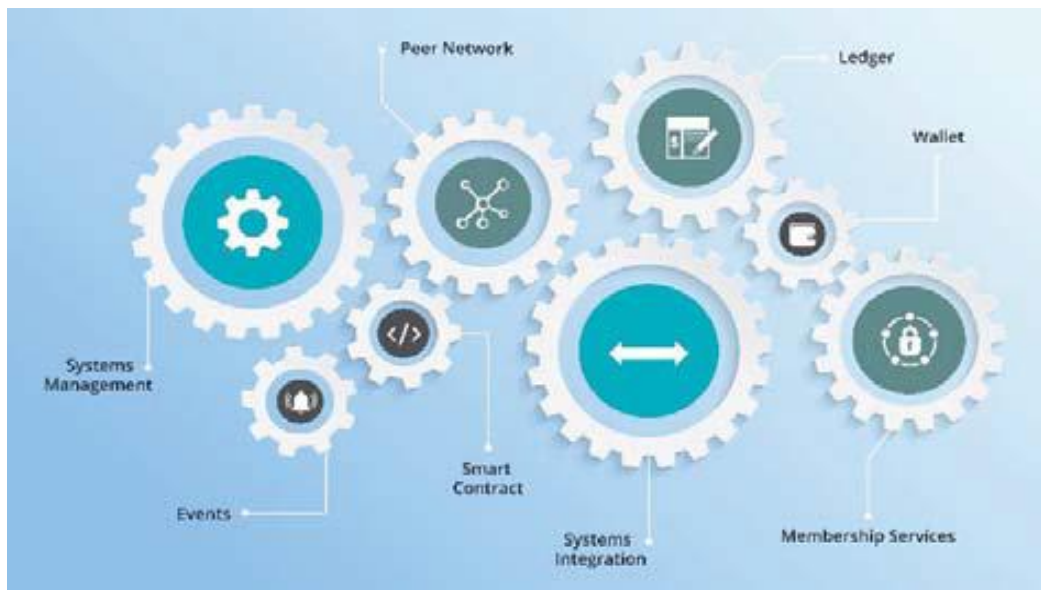 Peer Network
Ledger
Wallet
$
</>
Systems
Management
Smart
Contract
Events
Systems
Integration
Membership Services